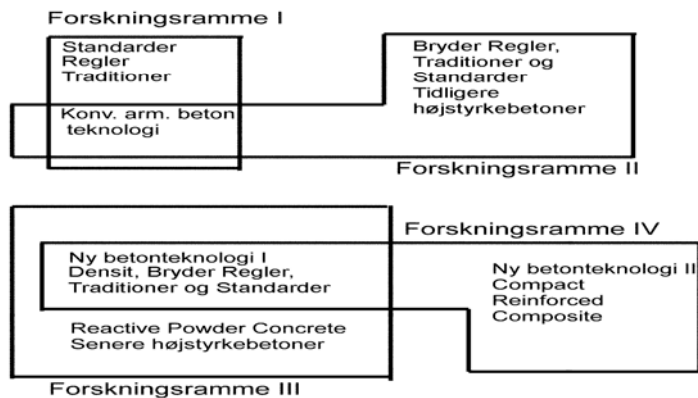 Forskningsramme I
Standarder
Regler
Traditioner
Konv. arm. beton
teknologi
Bryder Regler,
Traditioner og
Standarder
Tidligere
højstyrkebetoner
Forskningsramme II
Forskningsramme IV
Ny betonteknologi I
Densit, Bryder Regler,
Traditioner og Standarder
Reactive Powder Concrete
Senere højstyrkebetoner
Ny betonteknologi II
Compact
Reinforced
Composite
Forskningsramme III